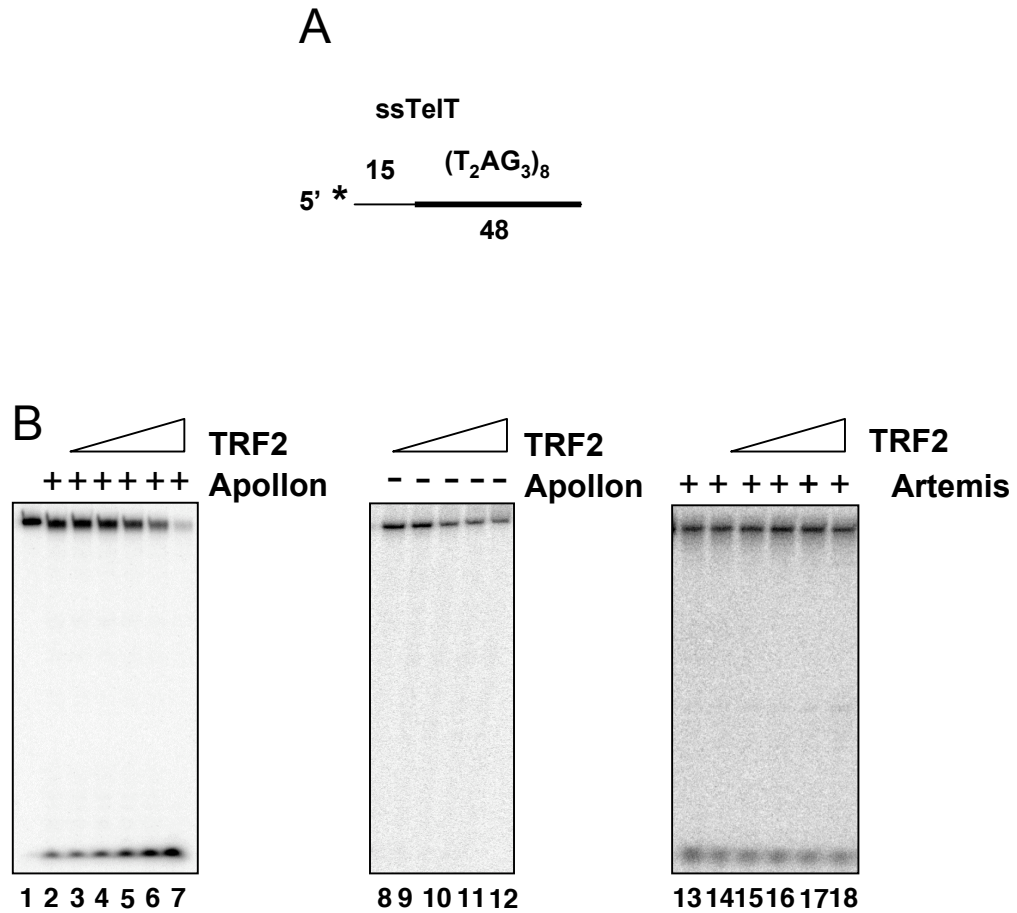 A
ssTelT
15 (T₂AG₃)₈
5’ *
48
B
TRF2 TRF2 TRF2
+ + + + + + Apollon - - - - - Apollon + + + + + + Artemis
1 2 3 4 5 6 7 8 9 10 11 12 13 14 15 16 17 18